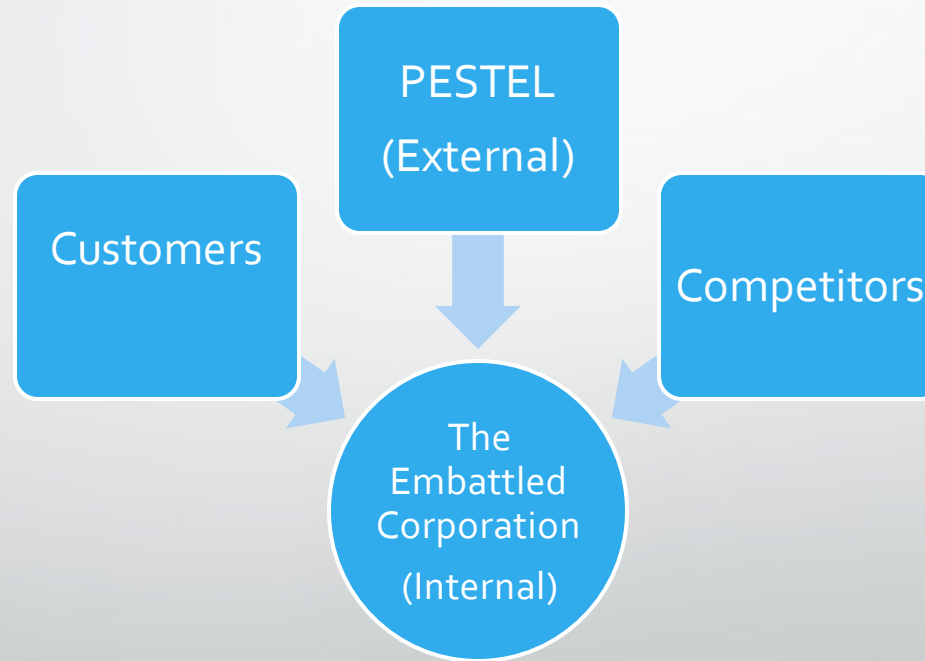 PESTEL
(External)
Customers
Competitors
The
Embattled
Corporation
(Internal)